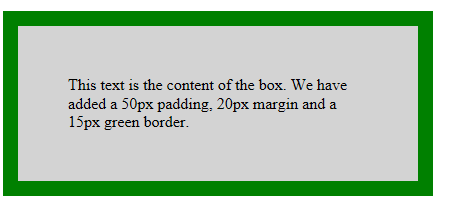 This text is the content of the box. We have
added a 50px padding, 20px margin and a
15px green border.